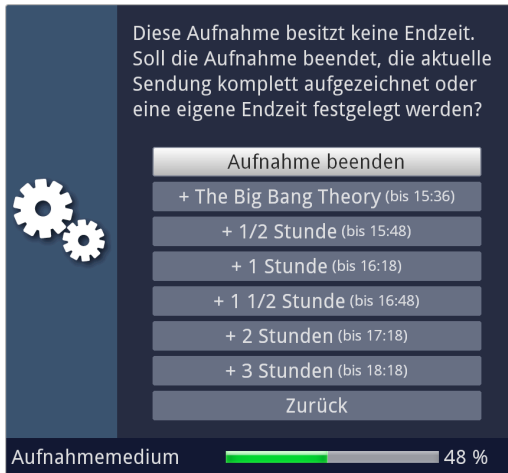 Diese Aufnahme besitzt keine Endzeit.
Soll die Aufnahme beendet, die aktuelle
Sendung komplett aufgezeichnet oder
eine eigene Endzeit festgelegt werden?
Aufnahme beenden
+ The Big Bang Theory (bis 15:36)
+ 1/2 Stunde (bis 15:48)
+ 1 Stunde (bis 16:18)
+ 1 1/2 Stunde (bis 16:48)
+ 2 Stunden (bis 17:18)
+ 3 Stunden (bis 18:18)
Zurück
Aufnahmemedium 48 %